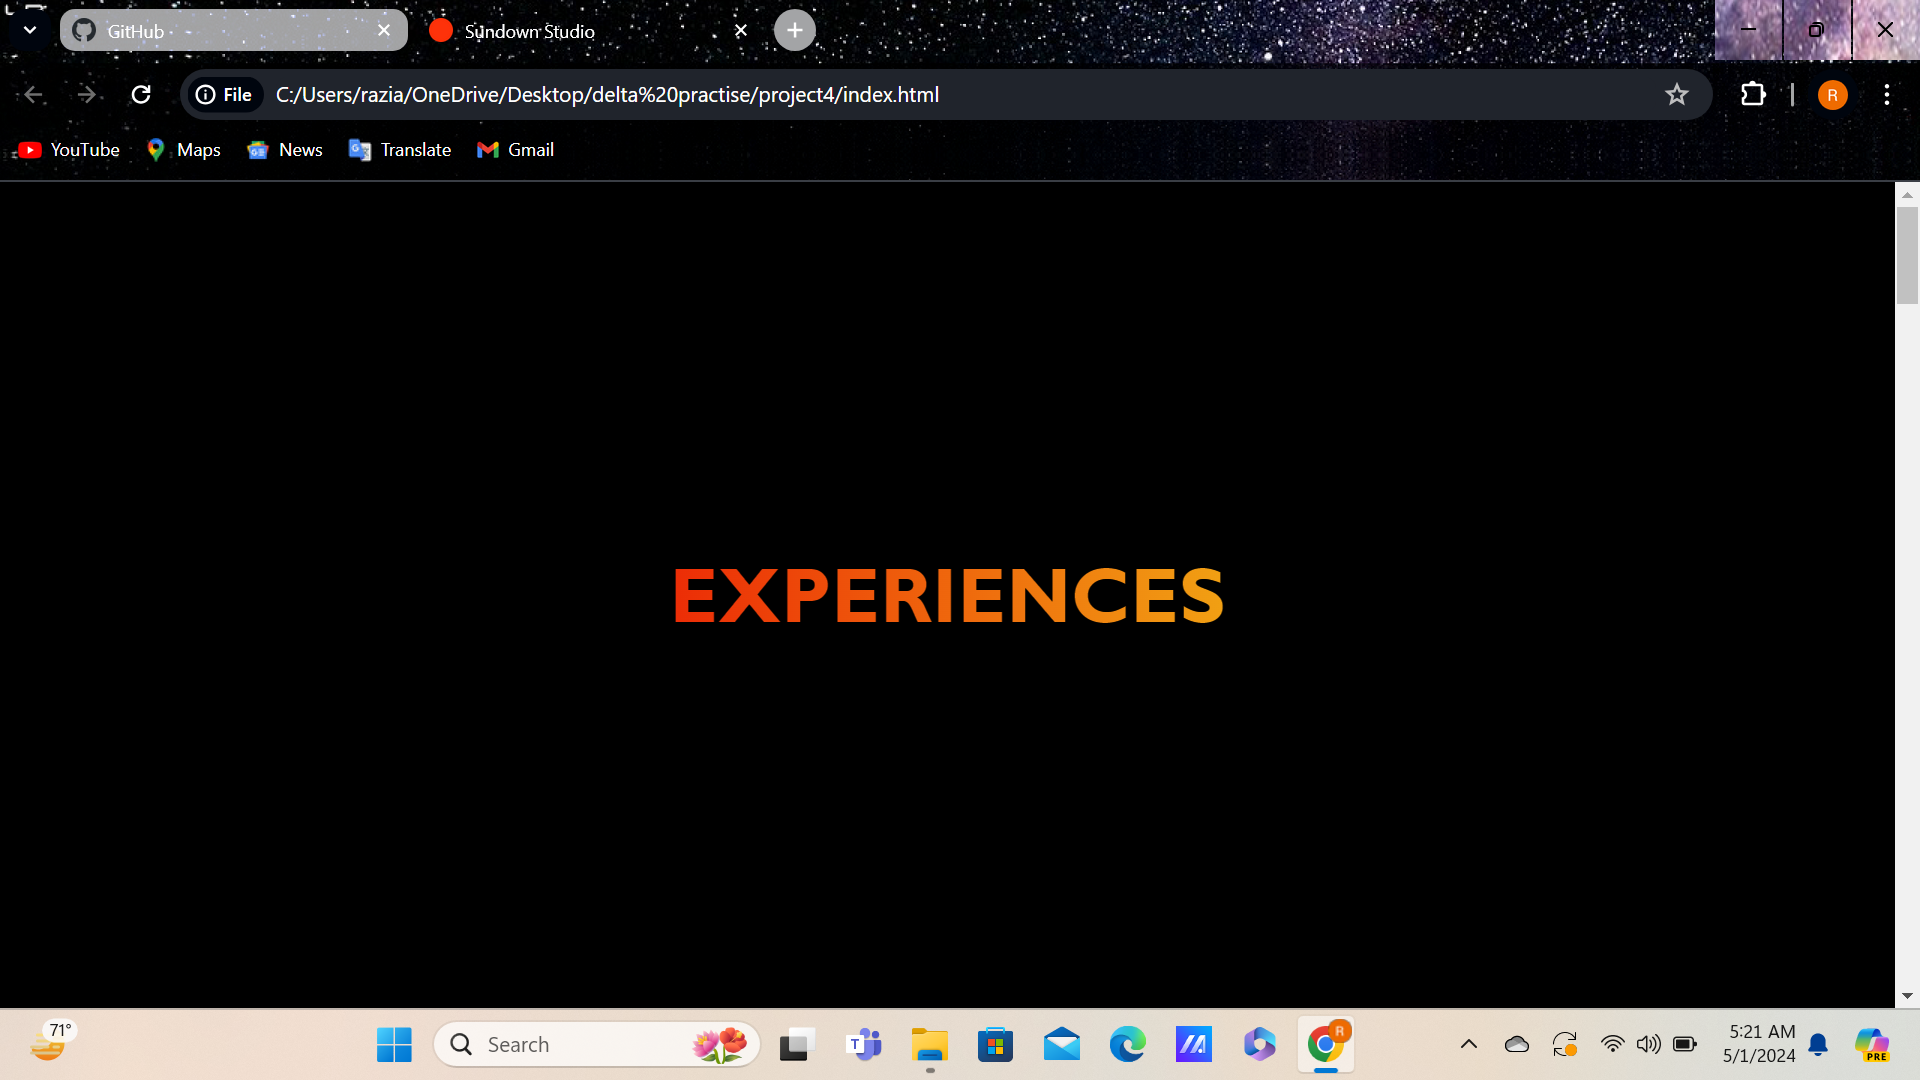 GitHub
Sundown Studio
File
C:/Users/razia/OneDrive/Desktop/delta%20practise/project4/index.html
R
YouTube
Maps
News
Translate
Gmail
EXPERIENCES
71°
Search
T
R
5:21 AM
5/1/2024
PRE